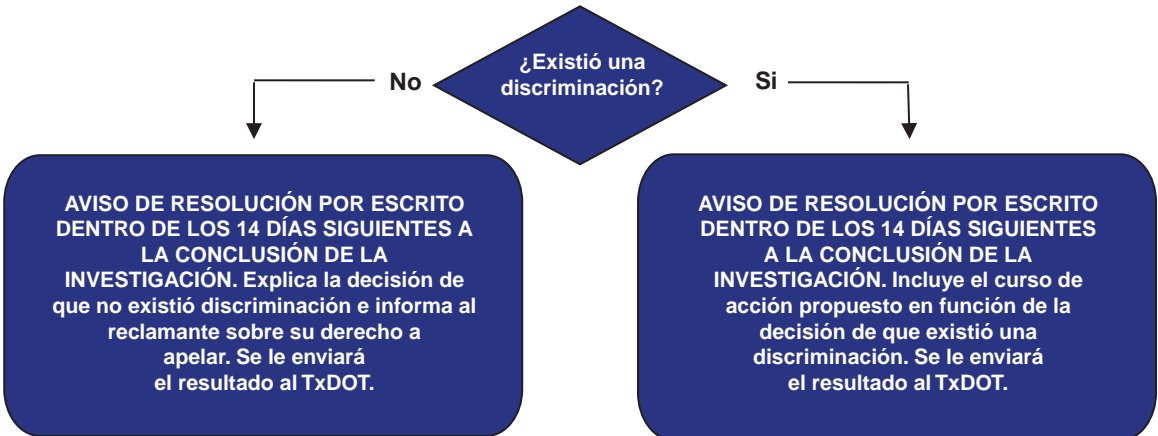 ¿Existió una
discriminación?
No
Si
AVISO DE RESOLUCIÓN POR ESCRITO
DENTRO DE LOS 14 DÍAS SIGUIENTES A
LA CONCLUSIÓN DE LA
INVESTIGACIÓN. Explica la decisión de
que no existió discriminación e informa al
reclamante sobre su derecho a
apelar. Se le enviará
el resultado al TxDOT.
AVISO DE RESOLUCIÓN POR ESCRITO
DENTRO DE LOS 14 DÍAS SIGUIENTES
A LA CONCLUSIÓN DE LA
INVESTIGACIÓN. Incluye el curso de
acción propuesto en función de la
decisión de que existió una
discriminación. Se le enviará
el resultado al TxDOT.